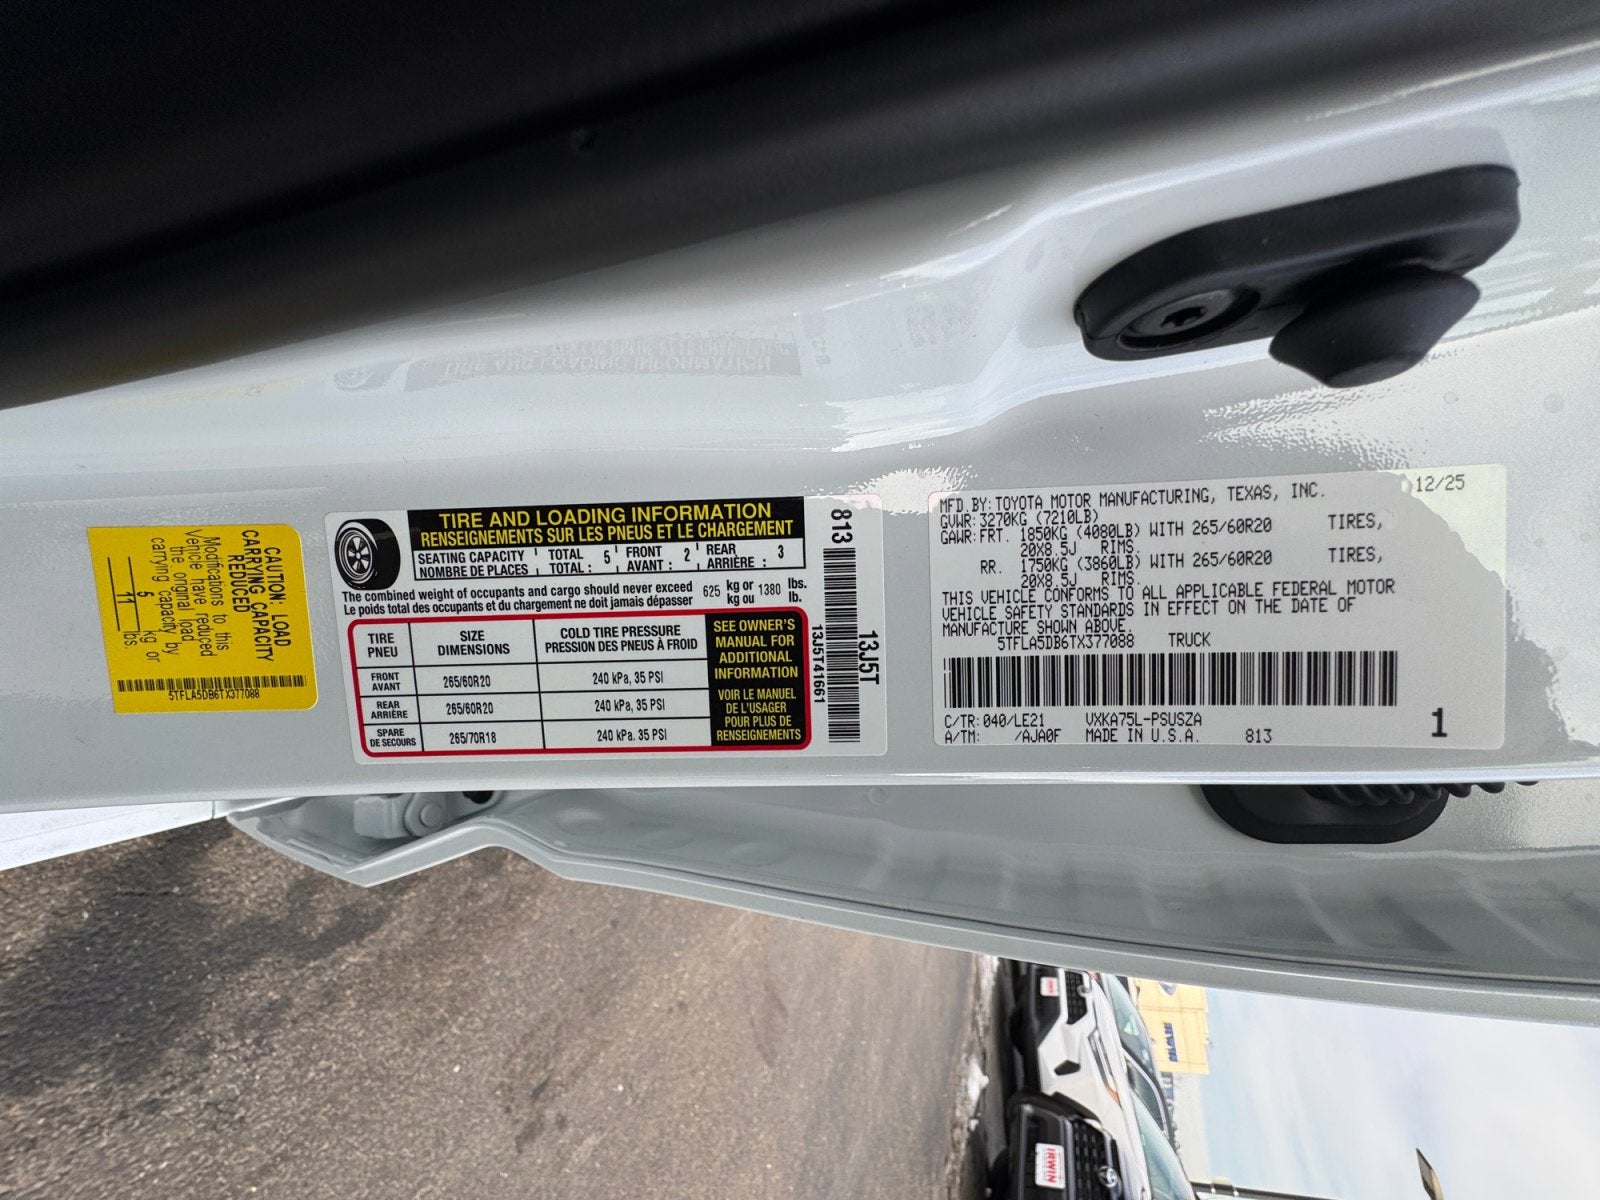 CAUTION: LOAD
CARRYING CAPACITY
REDUCED
Modifications to this
Vehicle have reduced
the original load
carrying capacity by
5 kg or
11 lbs.
5TFLA5DB6TX377088
TIRE AND LOADING INFORMATION
RENSEIGNEMENTS SUR LES PNEUS ET LE CHARGEMENT
SEATING CAPACITY TOTAL 5 FRONT 2 REAR 3
NOMBRE DE PLACES TOTAL : AVANT : ARRIÈRE :
The combined weight of occupants and cargo should never exceed 625 kg or 1380 lbs.
Le poids total des occupants et du chargement ne doit jamais dépasser kg ou lb.
TIRE SIZE COLD TIRE PRESSURE
PNEU DIMENSIONS PRESSION DES PNEUS À FROID
FRONT
AVANT 265/60R20 240 kPa, 35 PSI
REAR
ARRIÈRE 265/60R20 240 kPa, 35 PSI
SPARE
DE SECOURS 265/70R18 240 kPa, 35 PSI
SEE OWNER'S
MANUAL FOR
ADDITIONAL
INFORMATION
VOIR LE MANUEL
DE L'USAGER
POUR PLUS DE
RENSEIGNEMENTS
813
13J5T
13J5T41661
MFD.BY:TOYOTA MOTOR MANUFACTURING, TEXAS, INC. 12/25
GVWR:3270KG (7210LB)
GAWR:FRT. 1850KG (4080LB) WITH 265/60R20 TIRES,
20X8.5J RIMS.
RR. 1750KG (3860LB) WITH 265/60R20 TIRES,
20X8.5J RIMS.
THIS VEHICLE CONFORMS TO ALL APPLICABLE FEDERAL MOTOR
VEHICLE SAFETY STANDARDS IN EFFECT ON THE DATE OF
MANUFACTURE SHOWN ABOVE.
5TFLA5DB6TX377088 TRUCK
C/TR:040/LE21 VXKA75L-PSUSZA
A/TM: /AJA0F MADE IN U.S.A. 813
1
IRWIN